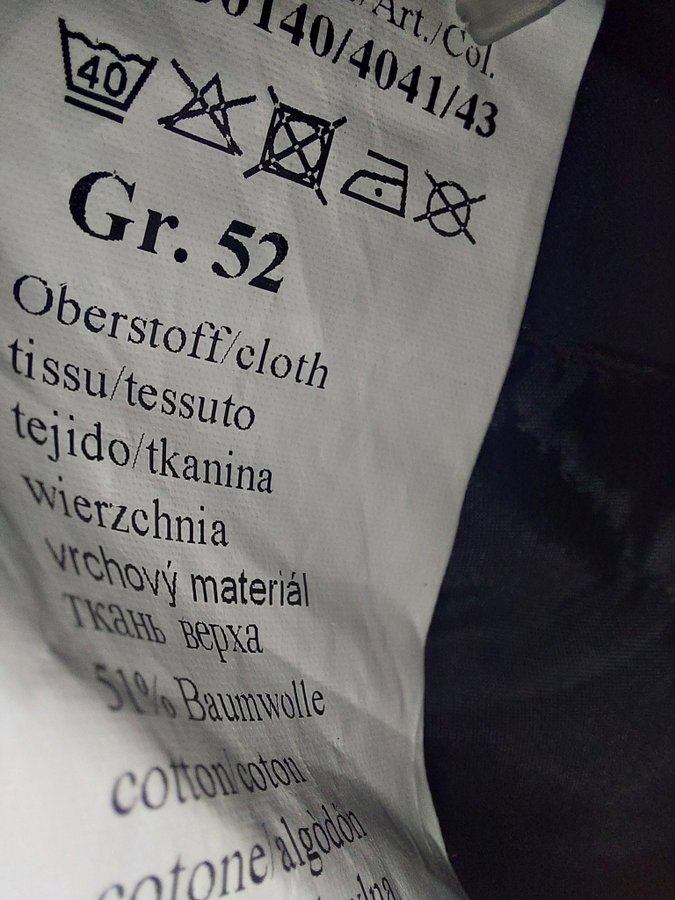 /Art./Col.
0140/4041/43
40
Gr. 52
Oberstoff/cloth
tissu/tessuto
tejido/tkanina
wierzchnia
vrchový materiál
ткань верха
51% Baumwolle
cotton/coton
cotone/algòdón